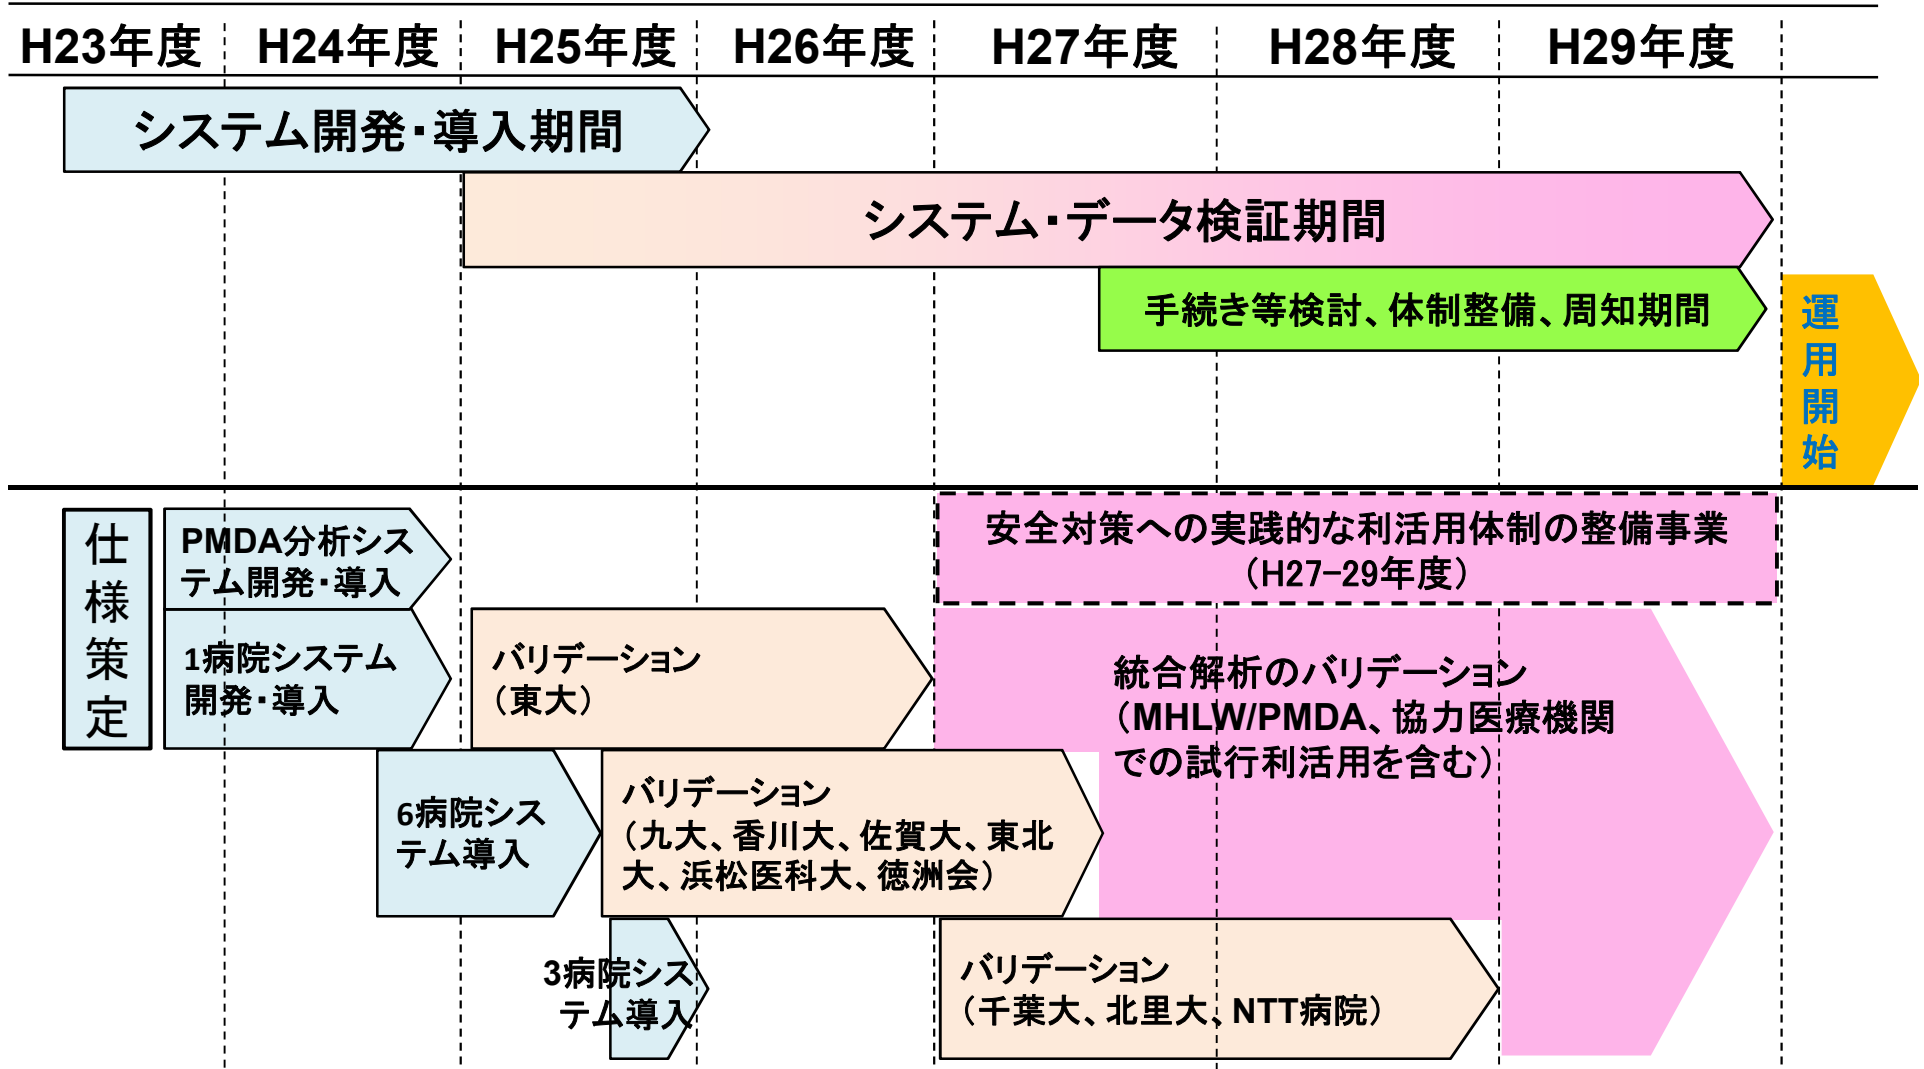 H23年度 H24年度 H25年度 H26年度 H27年度 H28年度 H29年度
システム開発・導入期間
システム・データ検証期間
手続き等検討、体制整備、周知期間
運用開始
仕様策定
PMDA分析シス
テム開発・導入
1病院システム
開発・導入
バリデーション
（東大）
安全対策への実践的な利活用体制の整備事業
（H27-29年度）
統合解析のバリデーション
（MHLW/PMDA、協力医療機関
での試行利活用を含む）
6病院シス
テム導入
バリデーション
（九大、香川大、佐賀大、東北
大、浜松医科大、徳洲会）
3病院シス
テム導入
バリデーション
（千葉大、北里大、NTT病院）